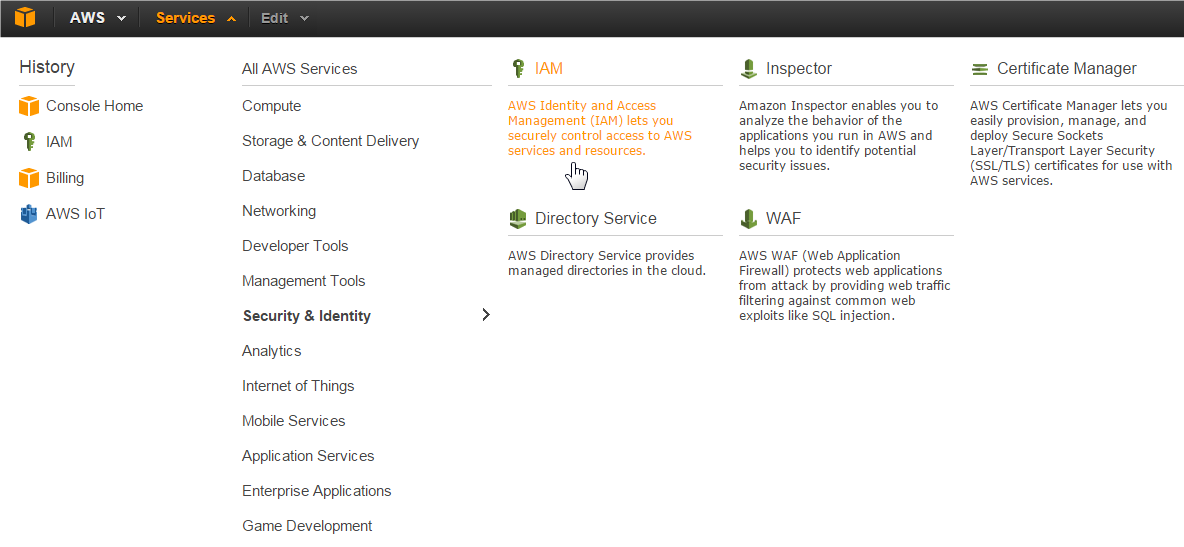 AWS
Services
Edit
History
Console Home
IAM
Billing
AWS IoT
All AWS Services
Compute
Storage & Content Delivery
Database
Networking
Developer Tools
Management Tools
Security & Identity
Analytics
Internet of Things
Mobile Services
Application Services
Enterprise Applications
Game Development
IAM
AWS Identity and Access
Management (IAM) lets you
securely control access to AWS
services and resources.
Inspector
Amazon Inspector enables you to
analyze the behavior of the
applications you run in AWS and
helps you to identify potential
security issues.
Certificate Manager
AWS Certificate Manager lets you
easily provision, manage, and
deploy Secure Sockets
Layer/Transport Layer Security
(SSL/TLS) certificates for use with
AWS services.
Directory Service
AWS Directory Service provides
managed directories in the cloud.
WAF
AWS WAF (Web Application
Firewall) protects web applications
from attack by providing web traffic
filtering against common web
exploits like SQL injection.